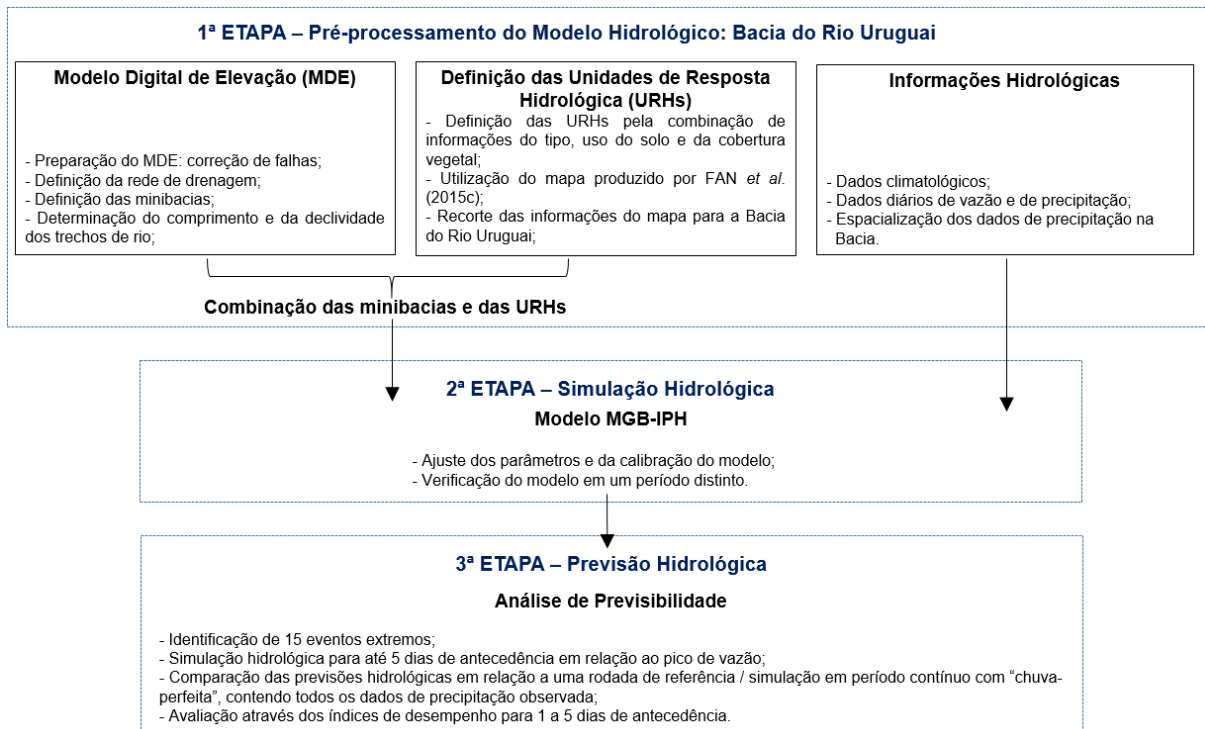 1ª ETAPA – Pré-processamento do Modelo Hidrológico: Bacia do Rio Uruguai
Modelo Digital de Elevação (MDE)
- Preparação do MDE: correção de falhas;
- Definição da rede de drenagem;
- Definição das minibacias;
- Determinação do comprimento e da declividade
dos trechos de rio;
Definição das Unidades de Resposta
Hidrológica (URHs)
- Definição das URHs pela combinação de
informações do tipo, uso do solo e da cobertura
vegetal;
- Utilização do mapa produzido por FAN et al.
(2015c);
- Recorte das informações do mapa para a Bacia
do Rio Uruguai;
Informações Hidrológicas
- Dados climatológicos;
- Dados diários de vazão e de precipitação;
- Espacialização dos dados de precipitação na
Bacia.
Combinação das minibacias e das URHs
2ª ETAPA – Simulação Hidrológica
Modelo MGB-IPH
- Ajuste dos parâmetros e da calibração do modelo;
- Verificação do modelo em um período distinto.
3ª ETAPA – Previsão Hidrológica
Análise de Previsibilidade
- Identificação de 15 eventos extremos;
- Simulação hidrológica para até 5 dias de antecedência em relação ao pico de vazão;
- Comparação das previsões hidrológicas em relação a uma rodada de referência / simulação em período contínuo com “chuva-
perfeita”, contendo todos os dados de precipitação observada;
- Avaliação através dos índices de desempenho para 1 a 5 dias de antecedência.